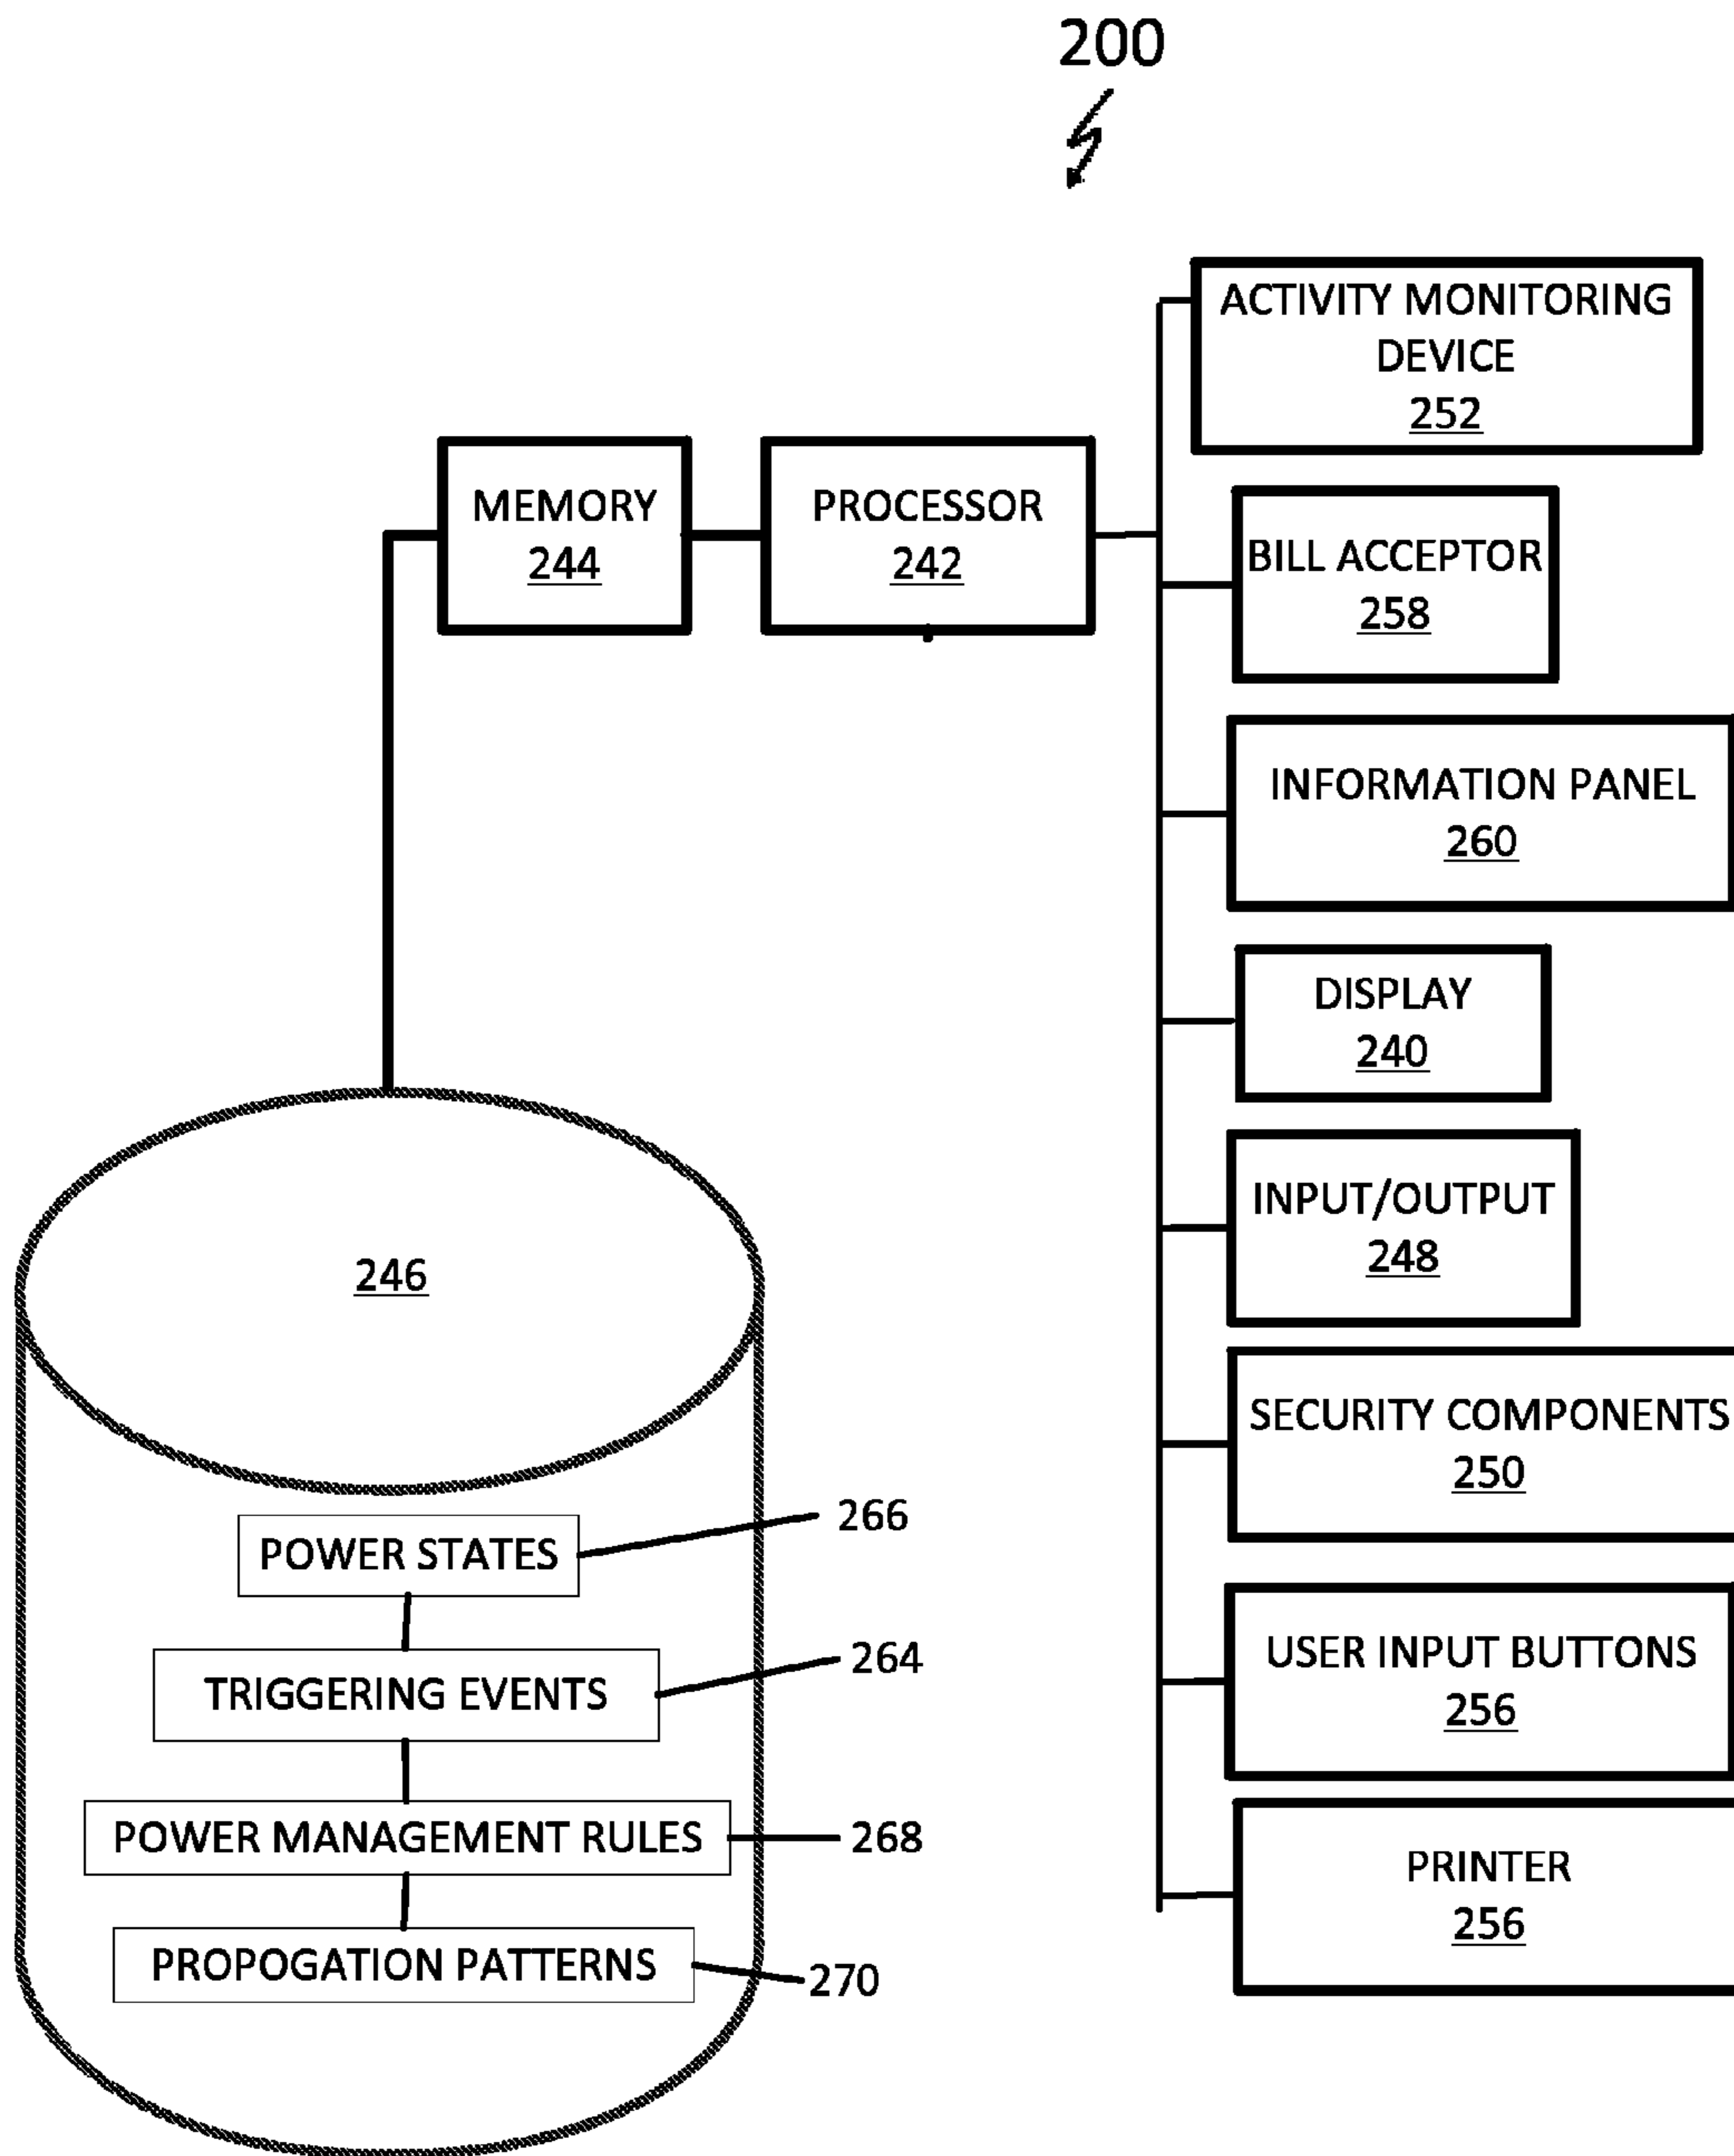 200
ACTIVITY MONITORING
DEVICE
252
MEMORY
244
PROCESSOR
242
BILL ACCEPTOR
258
INFORMATION PANEL
260
DISPLAY
240
INPUT/OUTPUT
248
SECURITY COMPONENTS
250
USER INPUT BUTTONS
256
PRINTER
256
246
POWER STATES
266
TRIGGERING EVENTS
264
POWER MANAGEMENT RULES
268
PROPOGATION PATTERNS
270